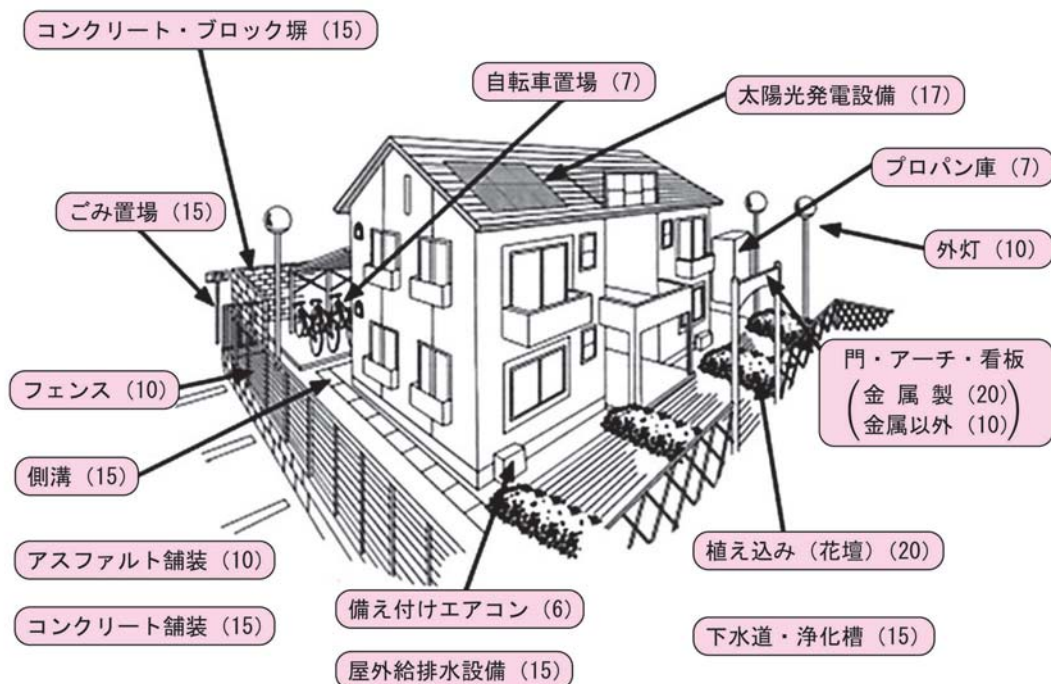 コンクリート・ブロック塀（15）
自転車置場（7）
太陽光発電設備（17）
プロパン庫（7）
ごみ置場（15）
外灯（10）
門・アーチ・看板
金属製（20）
金属以外（10）
フェンス（10）
側溝（15）
植え込み（花壇）（20）
アスファルト舗装（10）
備え付けエアコン（6）
コンクリート舗装（15）
下水道・浄化槽（15）
屋外給排水設備（15）